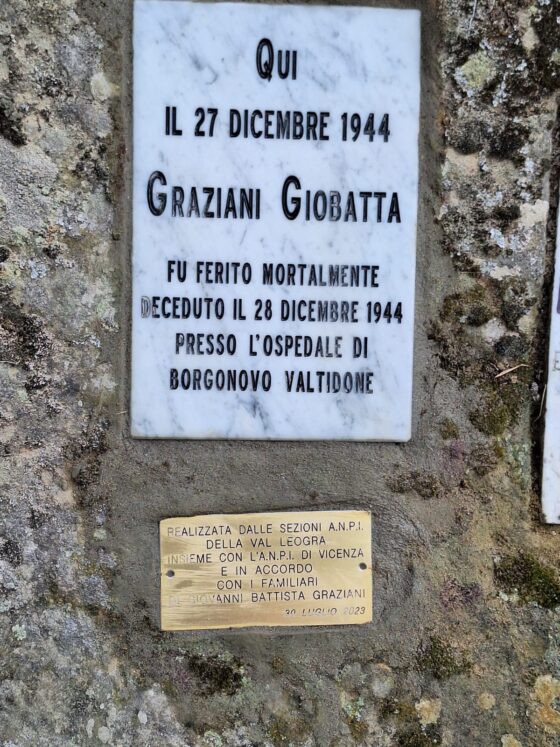 QUI
IL 27 DICEMBRE 1944
GRAZIANI GIOBATTA
FU FERITO MORTALMENTE
DECEDUTO IL 28 DICEMBRE 1944
PRESSO L'OSPEDALE DI
BORGONOVO VALTIDONE
REALIZZATA DALLE SEZIONI A.N.P.I.
DELLA VAL LEOGRA
INSIEME CON L'A.N.P.I. DI VICENZA
E IN ACCORDO
CON I FAMILIARI
DI GIOVANNI BATTISTA GRAZIANI
30 LUGLIO 2023